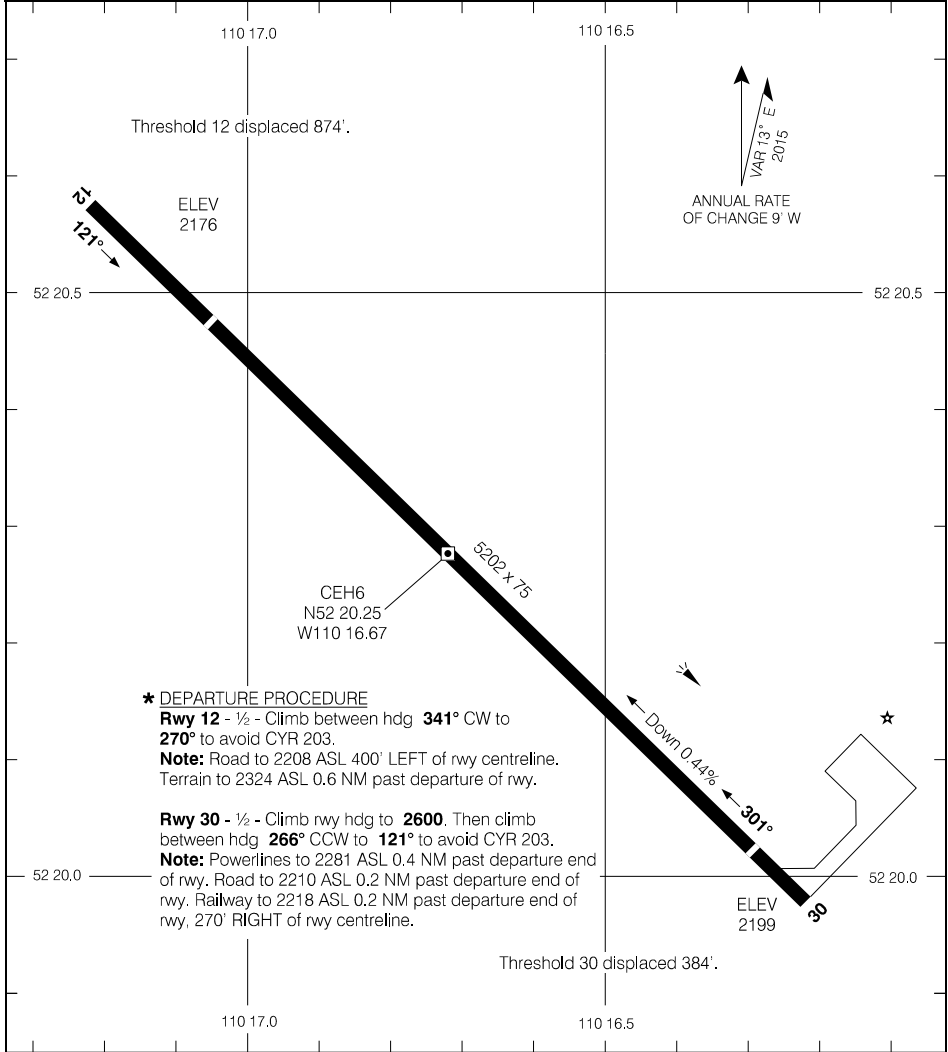 110 17.0
110 16.5
Threshold 12 displaced 874'.
VAR 13° E
2015
ANNUAL RATE
OF CHANGE 9' W
12
121°
ELEV
2176
52 20.5
52 20.5
5202 x 75
CEH6
N52 20.25
W110 16.67
* DEPARTURE PROCEDURE
Rwy 12 - ½ - Climb between hdg 341° CW to
270° to avoid CYR 203.
Note: Road to 2208 ASL 400' LEFT of rwy centreline.
Terrain to 2324 ASL 0.6 NM past departure of rwy.
Rwy 30 - ½ - Climb rwy hdg to 2600. Then climb
between hdg 266° CCW to 121° to avoid CYR 203.
Note: Powerlines to 2281 ASL 0.4 NM past departure end
of rwy. Road to 2210 ASL 0.2 NM past departure end of
rwy. Railway to 2218 ASL 0.2 NM past departure end of
rwy, 270' RIGHT of rwy centreline.
Down 0.44%
301°
52 20.0
52 20.0
ELEV
2199
30
Threshold 30 displaced 384'.
110 17.0
110 16.5